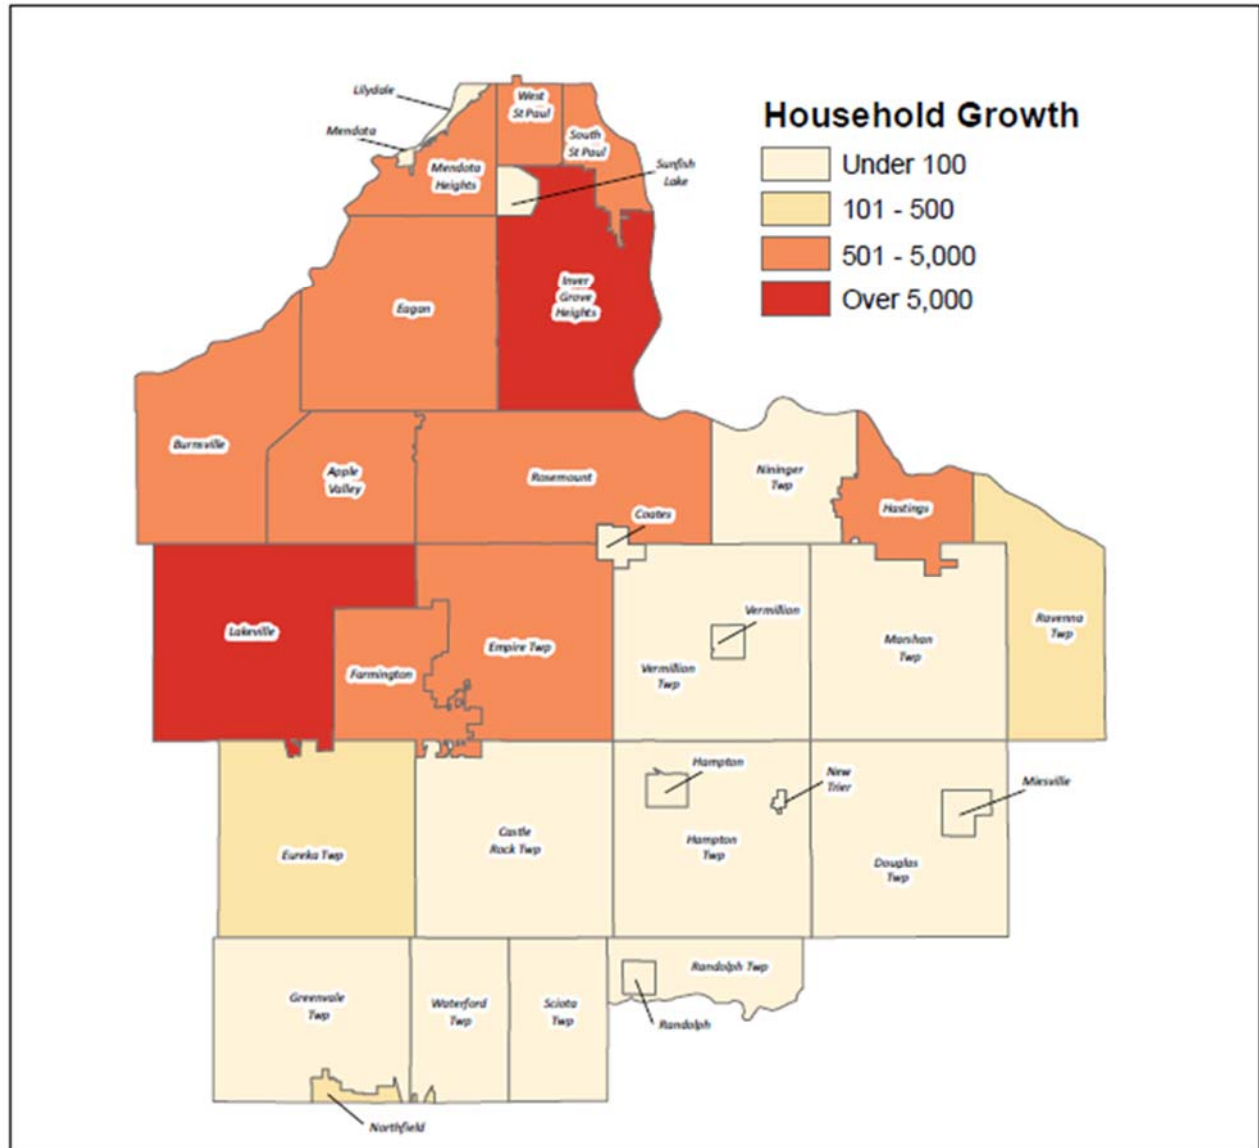 Household Growth
Under 100
101 - 500
501 - 5,000
Over 5,000
Lilydale
West
St Paul
Mendota
South
St Paul
Mendota
Heights
Sunfish
Lake
Inver
Grove
Heights
Eagan
Burnsville
Apple
Valley
Rosemount
Nininger
Twp
Coates
Hastings
Lakeville
Farmington
Empire Twp
Vermillion
Vermillion
Twp
Marshan
Twp
Ravenna
Twp
Hampton
New
Trier
Miesville
Eureka Twp
Castle
Rock Twp
Hampton
Twp
Douglas
Twp
Greenvale
Twp
Waterford
Twp
Sciota
Twp
Randolph Twp
Randolph
Northfield